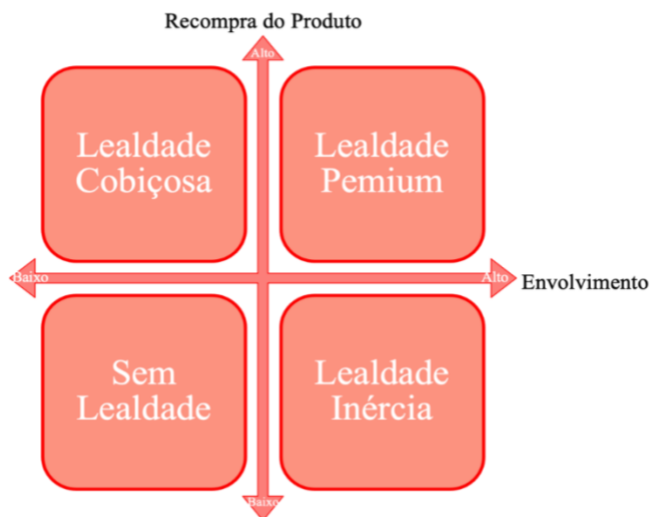 Recompra do Produto
Alto
Lealdade
Cobiçosa
Lealdade
Pemium
Baixo
Alto
Envolvimento
Sem
Lealdade
Lealdade
Inércia
Baixo